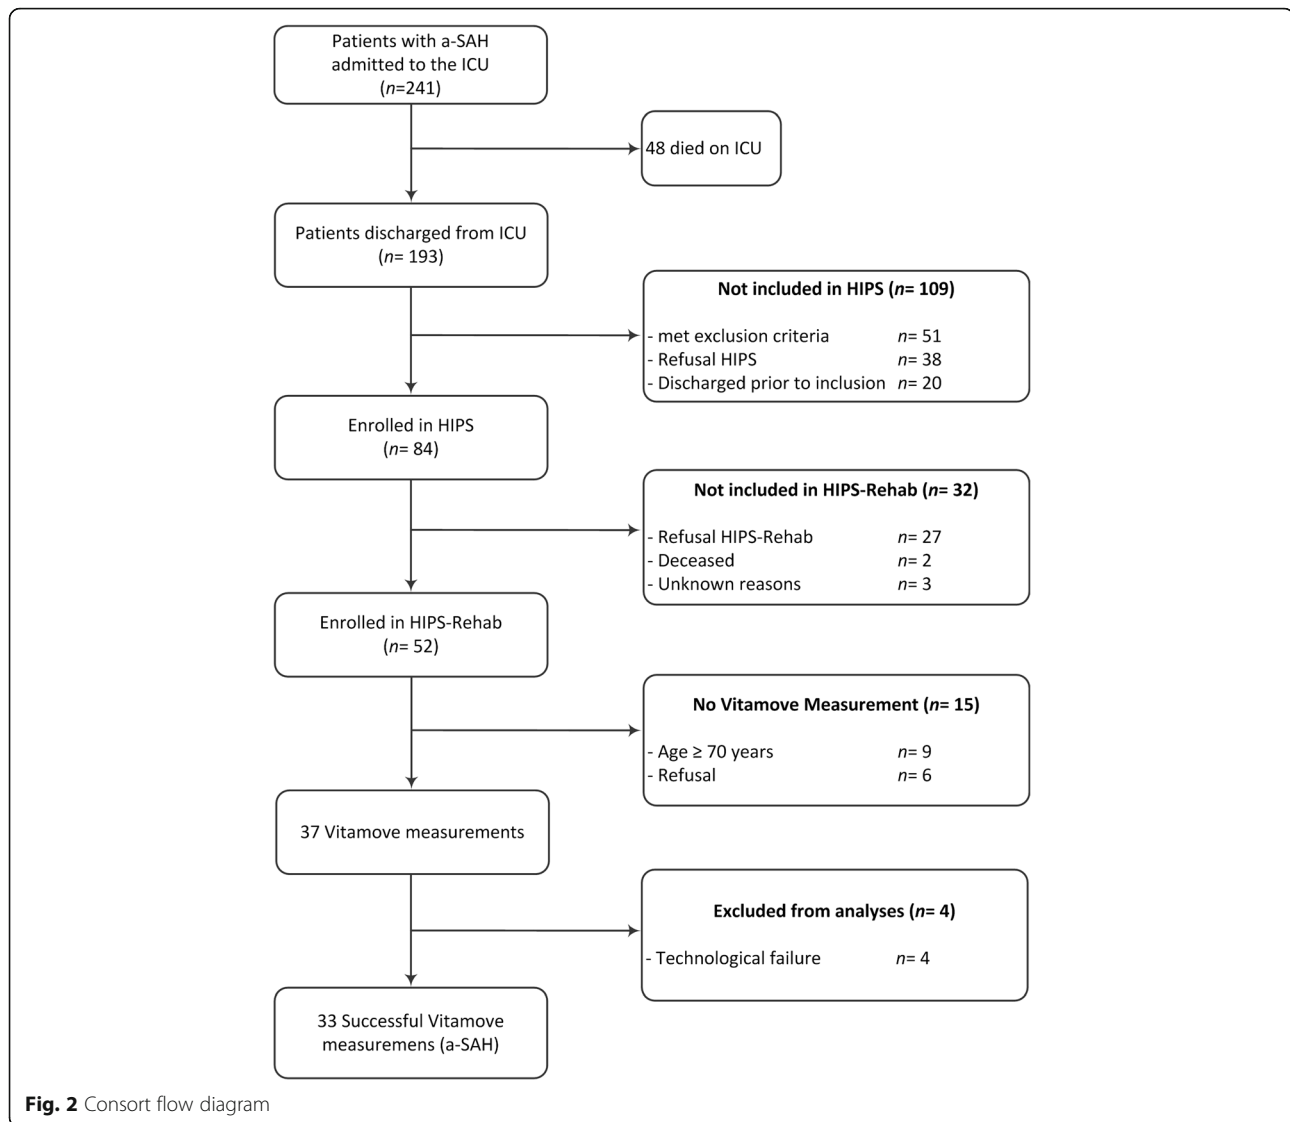 Patients with a-SAH
admitted to the ICU
(n=241)
48 died on ICU
Patients discharged from ICU
(n= 193)
Not included in HIPS (n= 109)
- met exclusion criteria n= 51
- Refusal HIPS n= 38
- Discharged prior to inclusion n= 20
Enrolled in HIPS
(n= 84)
Not included in HIPS-Rehab (n= 32)
- Refusal HIPS-Rehab n= 27
- Deceased n= 2
- Unknown reasons n= 3
Enrolled in HIPS-Rehab
(n= 52)
No Vitamove Measurement (n= 15)
- Age ≥ 70 years n= 9
- Refusal n= 6
37 Vitamove measurements
Excluded from analyses (n= 4)
- Technological failure n= 4
33 Successful Vitamove
measuremens (a-SAH)
Fig. 2 Consort flow diagram